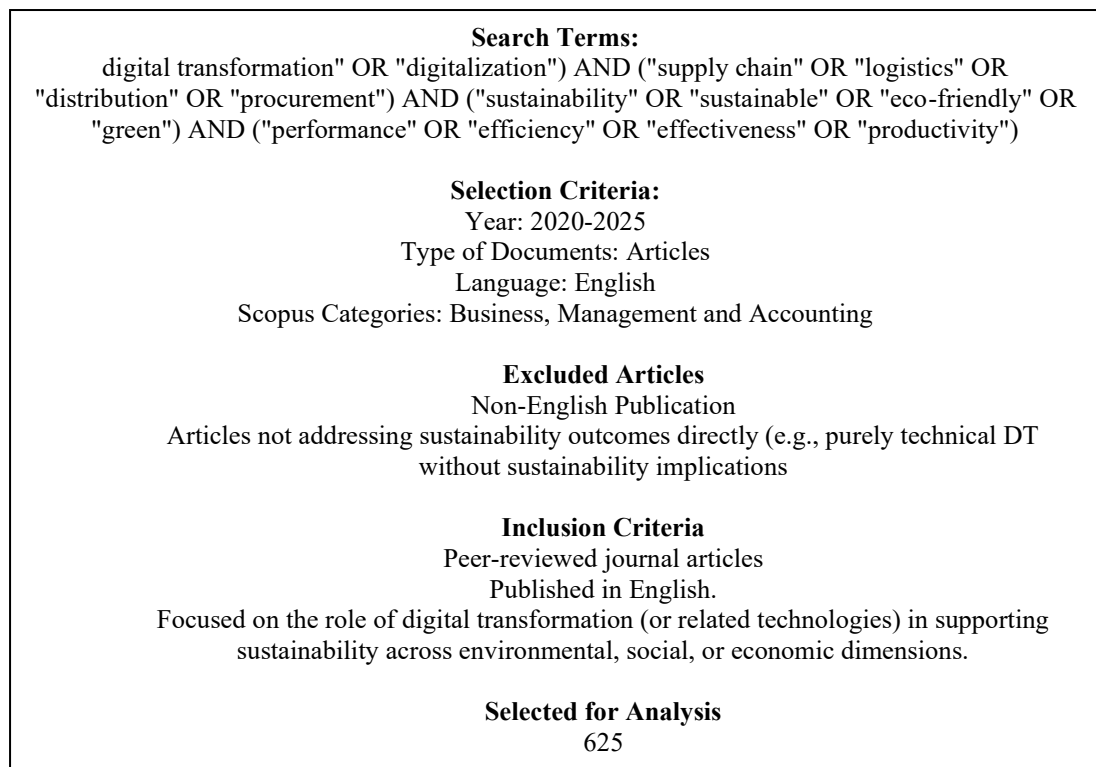 Search Terms:
digital transformation" OR "digitalization") AND ("supply chain" OR "logistics" OR
"distribution" OR "procurement") AND ("sustainability" OR "sustainable" OR "eco-friendly" OR
"green") AND ("performance" OR "efficiency" OR "effectiveness" OR "productivity")
Selection Criteria:
Year: 2020-2025
Type of Documents: Articles
Language: English
Scopus Categories: Business, Management and Accounting
Excluded Articles
Non-English Publication
Articles not addressing sustainability outcomes directly (e.g., purely technical DT
without sustainability implications
Inclusion Criteria
Peer-reviewed journal articles
Published in English.
Focused on the role of digital transformation (or related technologies) in supporting
sustainability across environmental, social, or economic dimensions.
Selected for Analysis
625